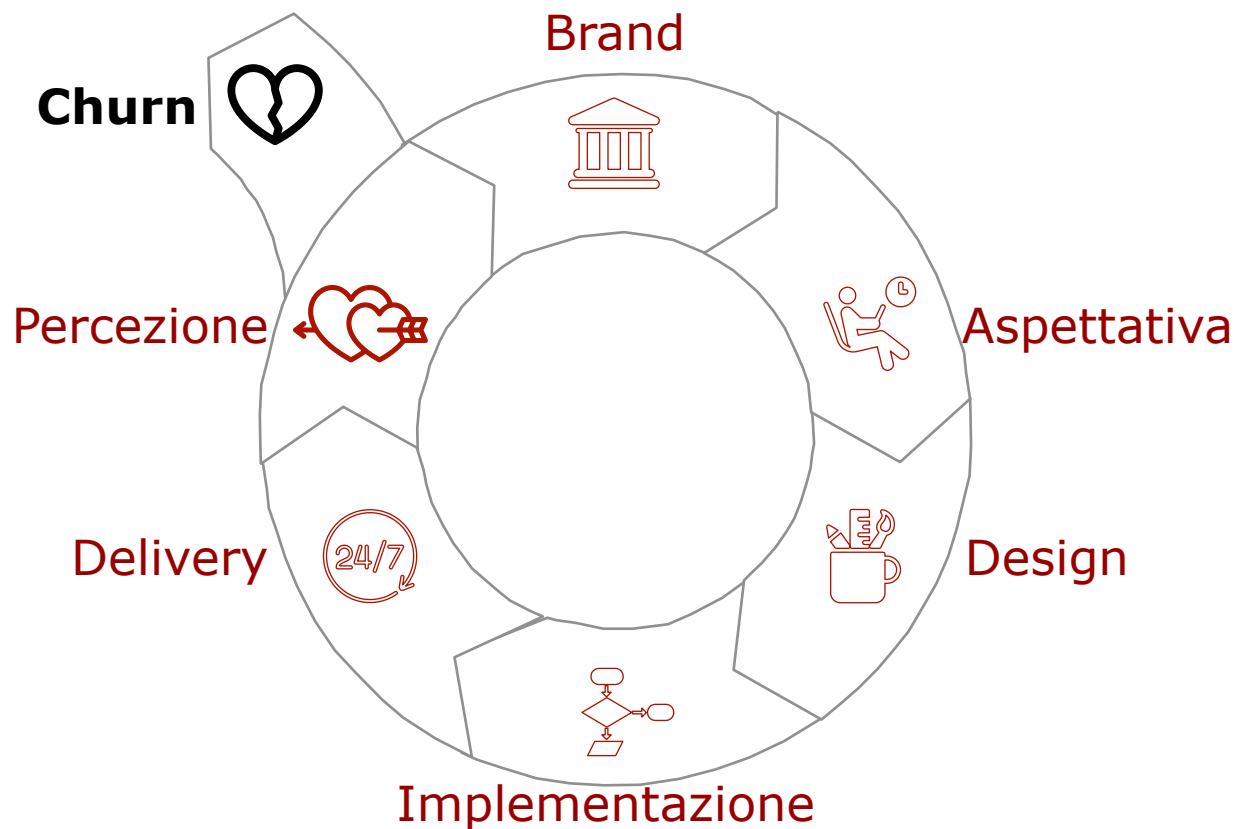 Brand
Churn
Percezione
Aspettativa
Delivery
24/7
Design
Implementazione